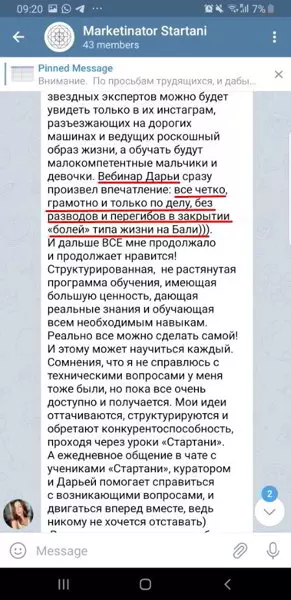 09:20
7%
Marketinator Startani
43 members
Pinned Message
Внимание. По просьбам трудящихся, и дабы...
звездных экспертов можно будет
увидеть только в их инстаграм,
разъезжающих на дорогих
машинах и ведущих роскошный
образ жизни, а обучать будут
малокомпетентные мальчики и
девочки. Вебинар Дарьи сразу
произвел впечатление: все четко,
грамотно и только по делу, без
разводов и перегибов в закрытии
«болей» типа жизни на Бали))).
И дальше ВСЕ мне продолжало
и продолжает нравится!
Структурированная, не растянутая
программа обучения, имеющая
большую ценность, дающая
реальные знания и обучающая
всем необходимым навыкам.
Реально все можно сделать самой!
И этому может научиться каждый.
Сомнения, что я не справлюсь с
техническими вопросами у меня
тоже были, но пока все очень
доступно и получается. Мои идеи
оттачиваются, структурируются и
обретают конкурентоспособность,
проходя через уроки «Стартани».
А ежедневное общение в чате с
учениками «Стартани», куратором
и Дарьей помогает справиться
с возникающими вопросами, и
двигаться вперед вместе, ведь
никому не хочется отставать)
2
Message